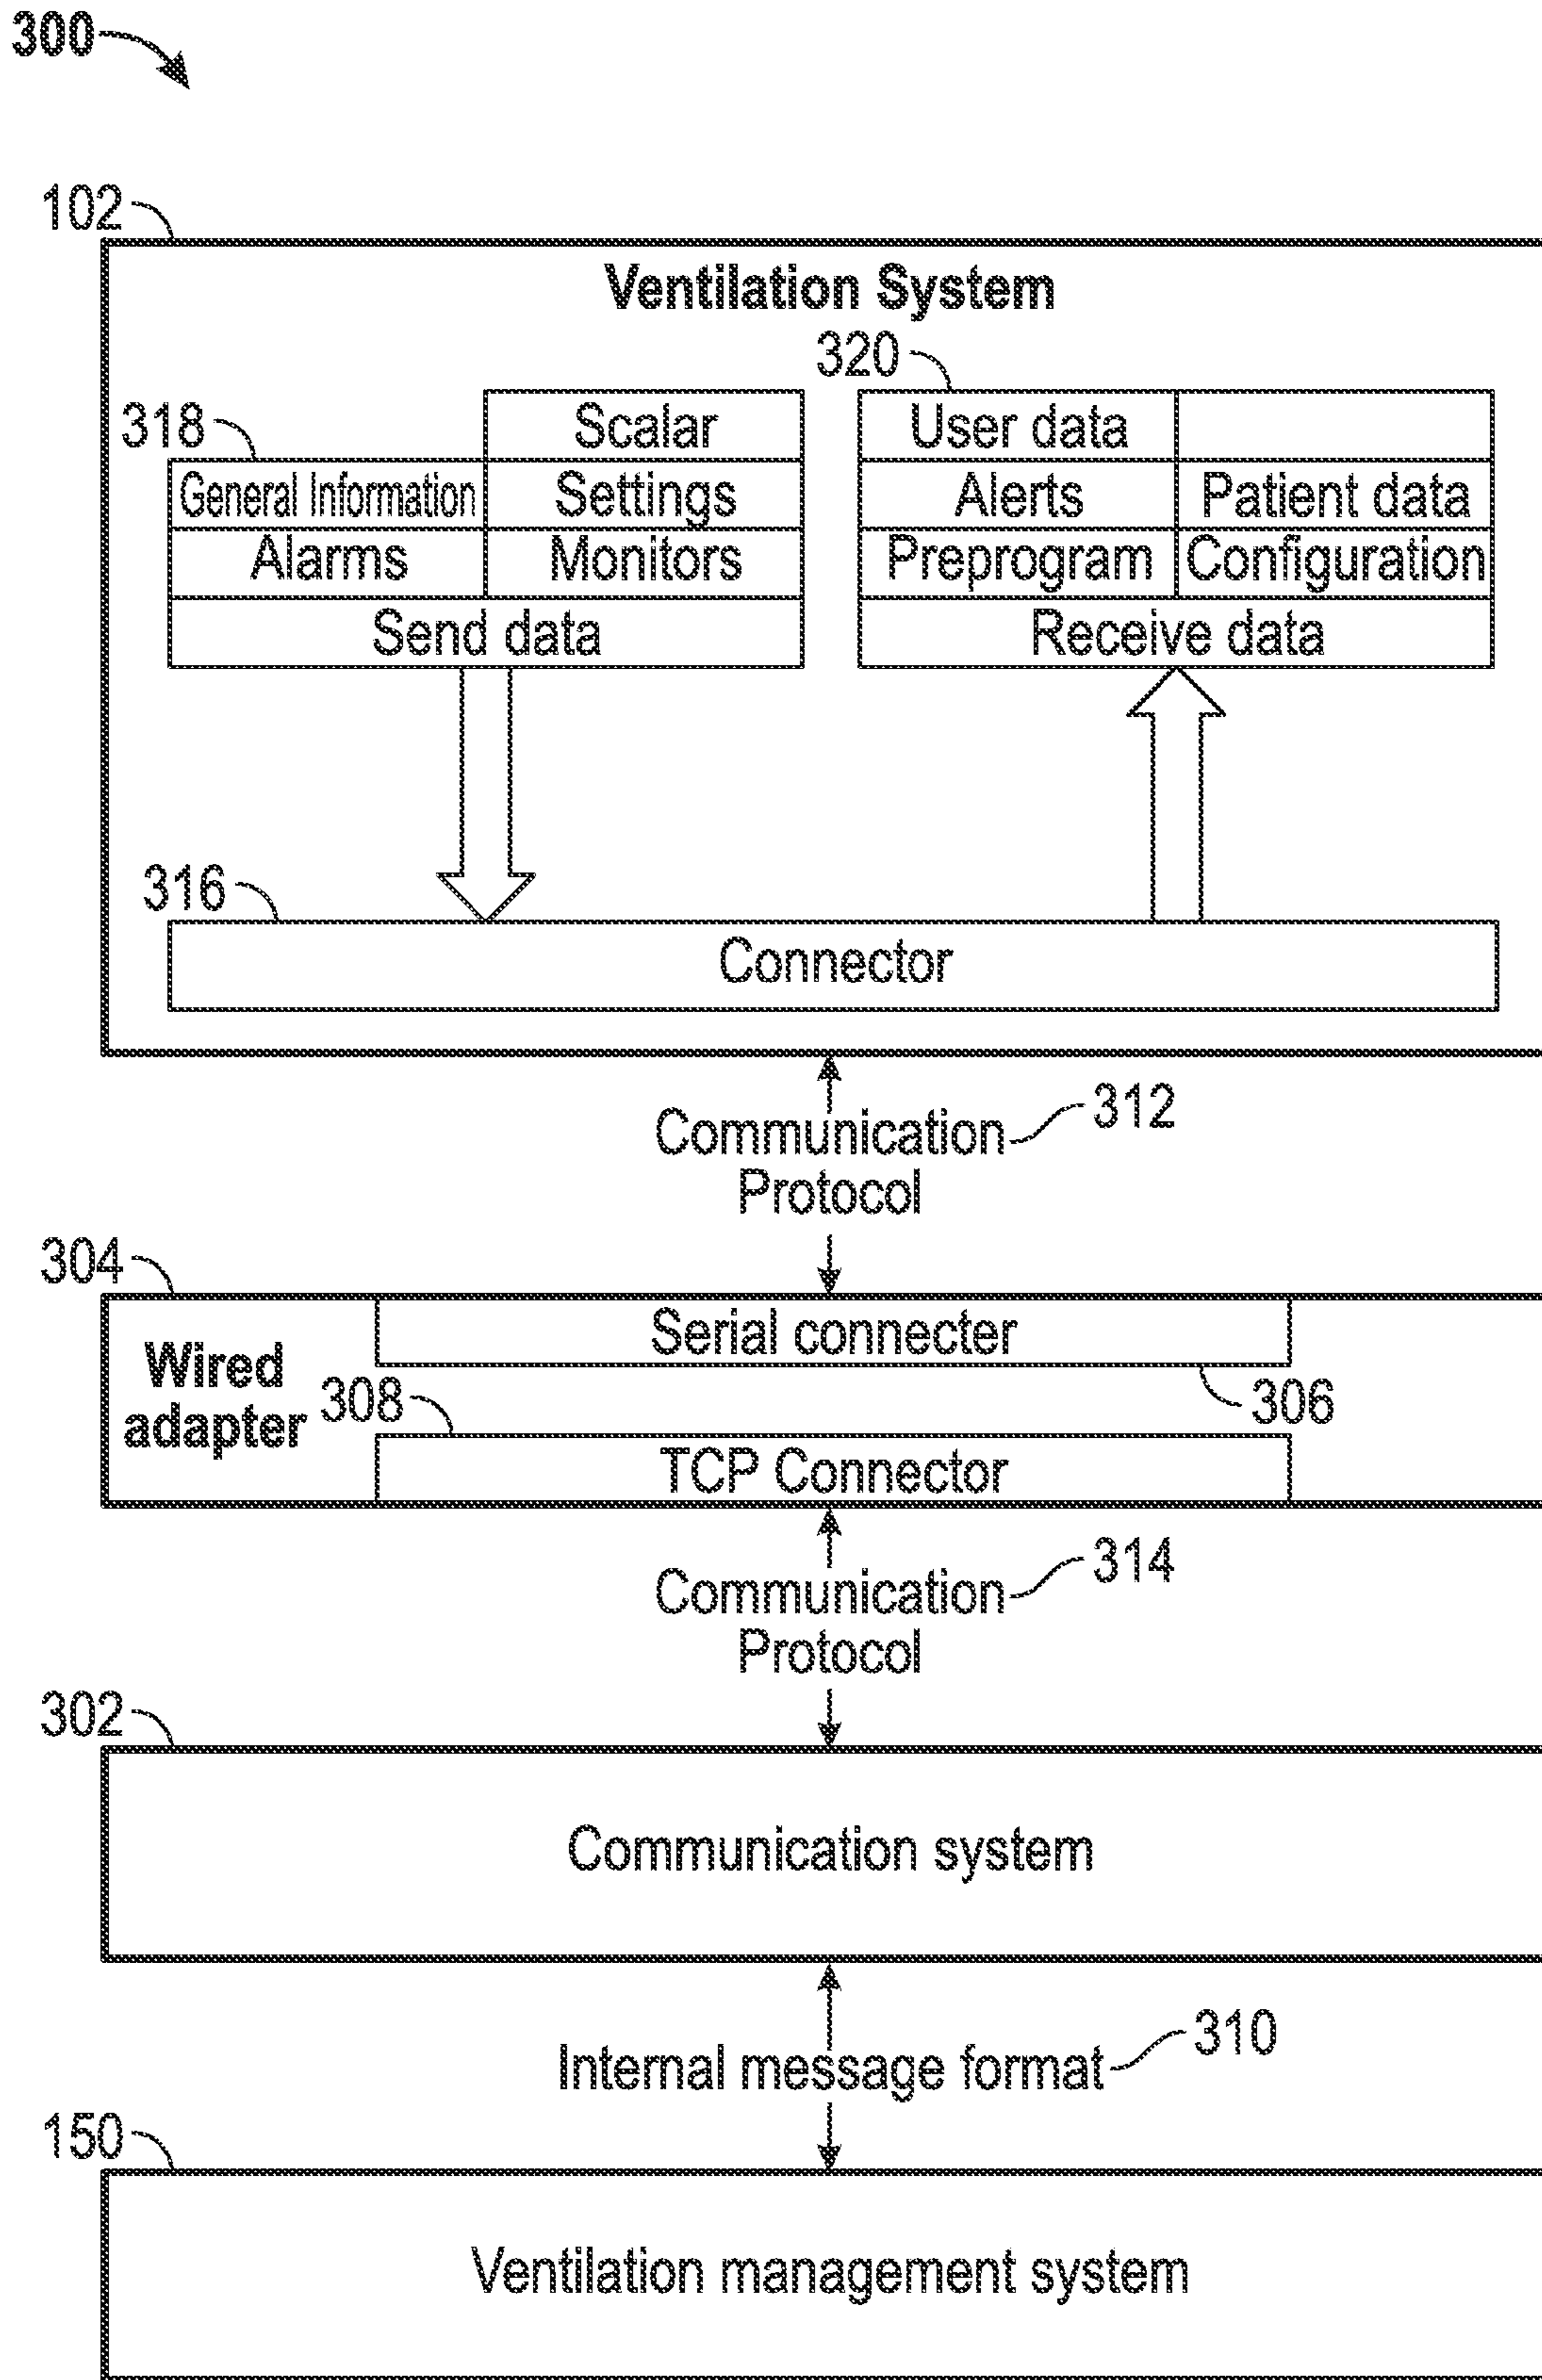 300
102
Ventilation System
320
318
Scalar
User data
General Information
Settings
Alerts
Patient data
Alarms
Monitors
Preprogram
Configuration
Send data
Receive data
316
Connector
312
Communication
Protocol
304
Serial connecter
Wired
adapter
308
306
TCP Connector
314
Communication
Protocol
302
Communication system
310
Internal message format
150
Ventilation management system